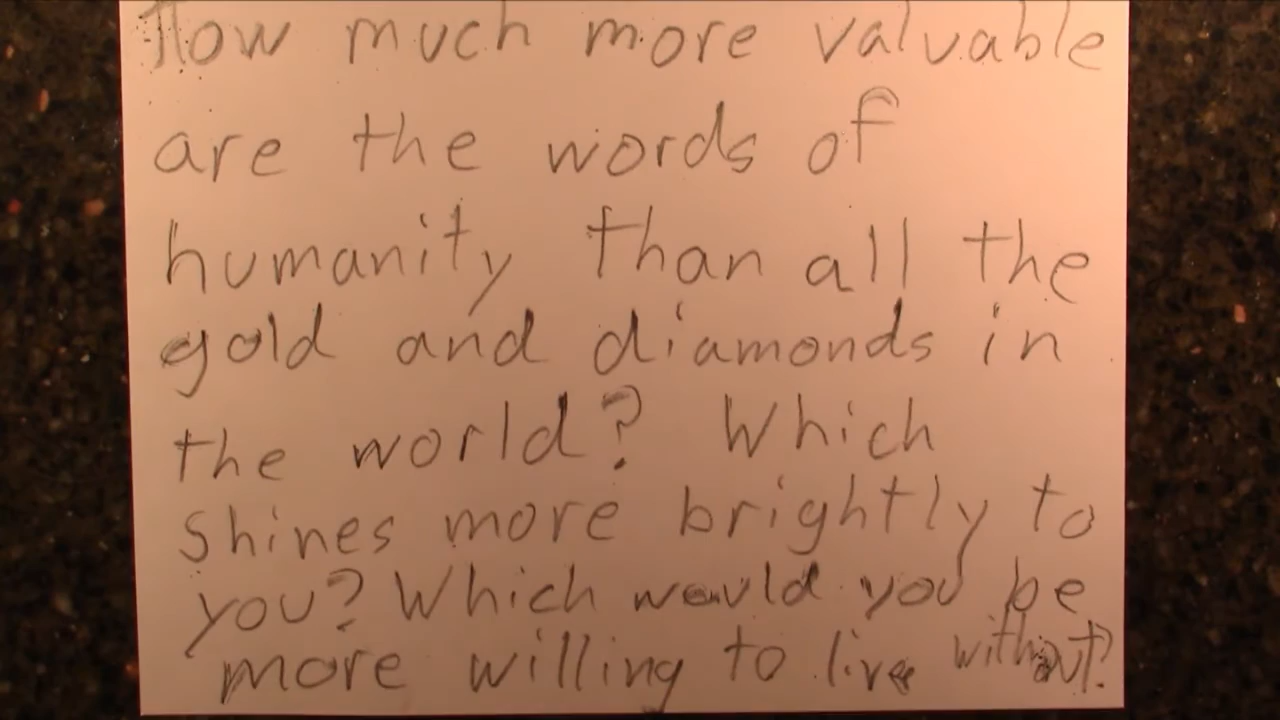 How much more valuable
are the words of
humanity than all the
gold and diamonds in
the world? Which
shines more brightly to
you? Which would you be
more willing to live without?